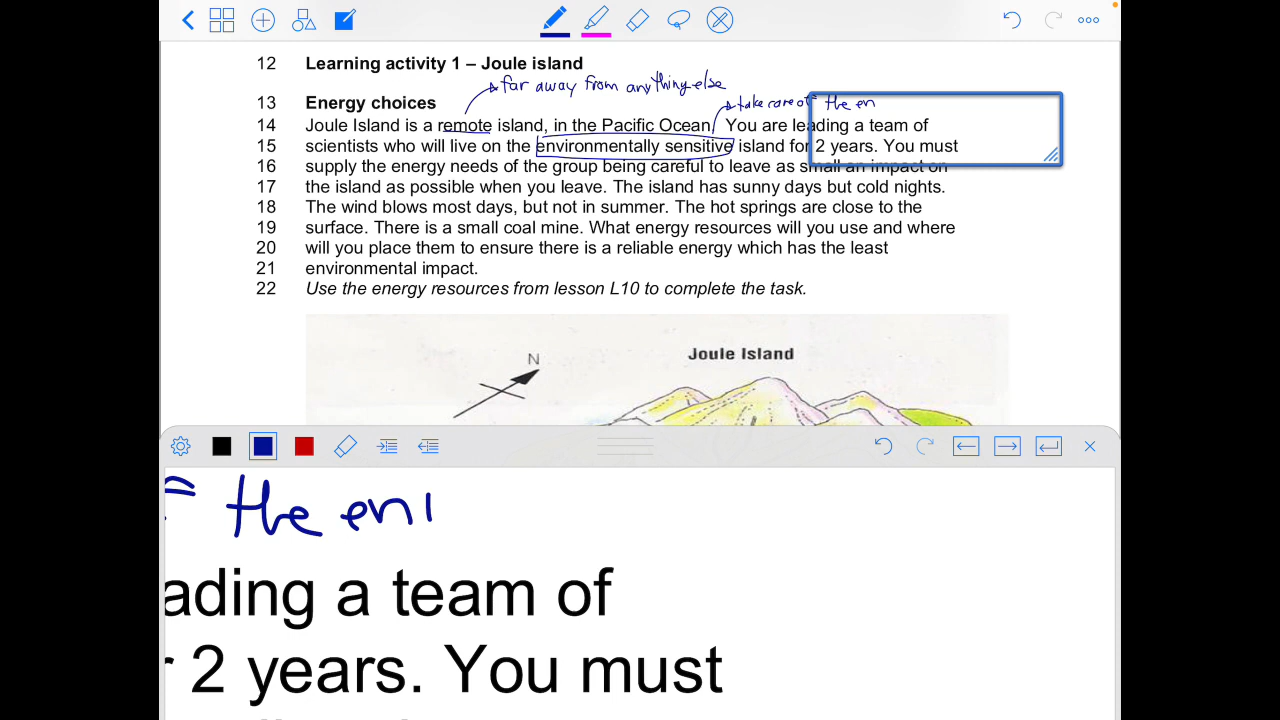 12 Learning activity 1 – Joule island
far away from anything else
13 Energy choices
take care of the en
14 Joule Island is a remote island, in the Pacific Ocean. You are leading a team of
15 scientists who will live on the environmentally sensitive island for 2 years. You must
16 supply the energy needs of the group being careful to leave as small an impact on
17 the island as possible when you leave. The island has sunny days but cold nights.
18 The wind blows most days, but not in summer. The hot springs are close to the
19 surface. There is a small coal mine. What energy resources will you use and where
20 will you place them to ensure there is a reliable energy which has the least
21 environmental impact.
22 Use the energy resources from lesson L10 to complete the task.
N
Joule Island
the en
ading a team of
r 2 years. You must